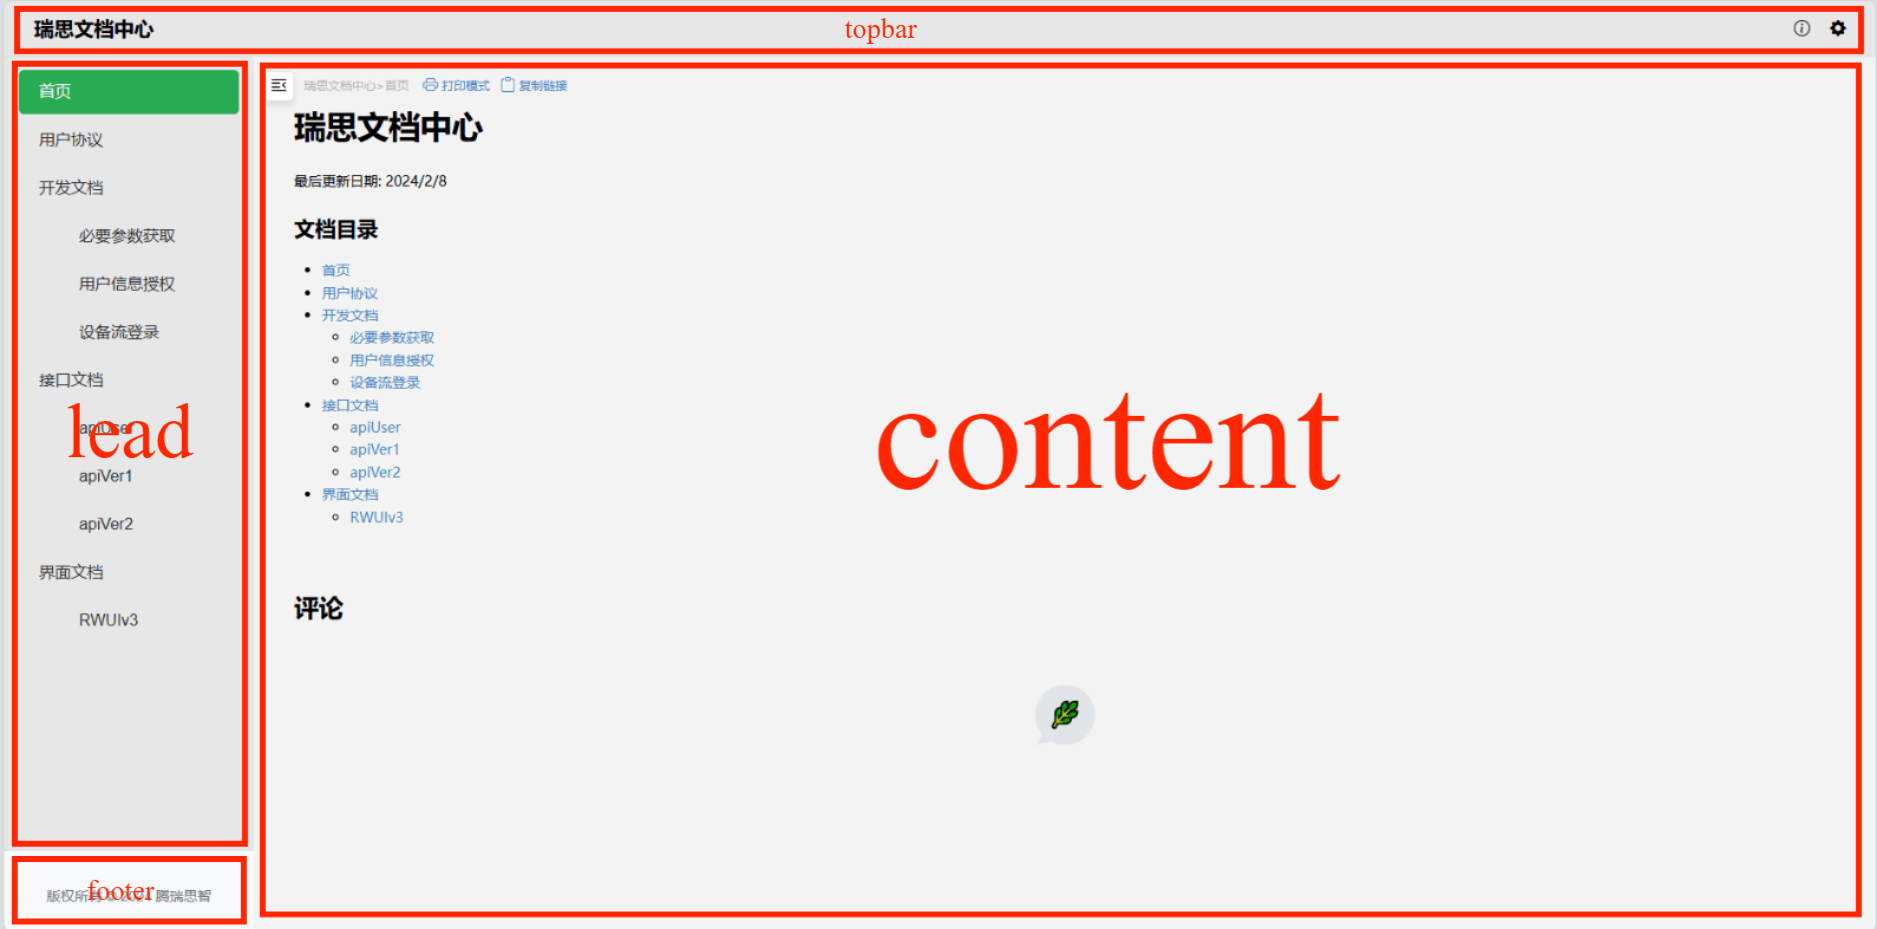 瑞思文档中心
topbar
首页
用户协议
开发文档
必要参数获取
用户信息授权
设备流登录
接口文档
lead
apiUser
apiVer1
apiVer2
界面文档
RWUIv3
footer
版权所有 © 2024 腾瑞思智
瑞思文档中心>首页 打印模式 复制链接
瑞思文档中心
最后更新日期: 2024/2/8
文档目录
首页
用户协议
开发文档
必要参数获取
用户信息授权
设备流登录
接口文档
apiUser
apiVer1
apiVer2
界面文档
RWUIv3
content
评论